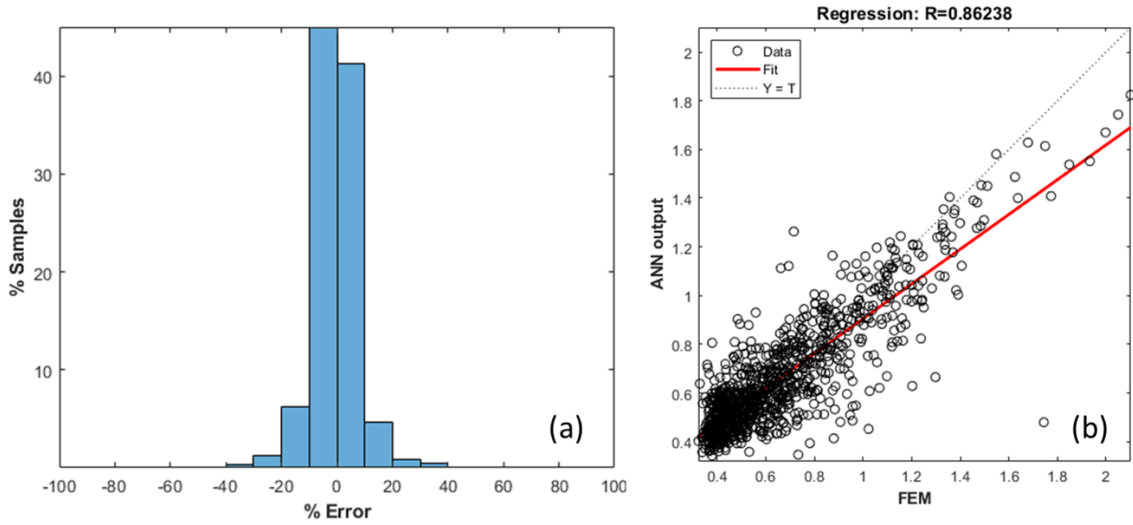 % Samples
40
30
20
10
-100 -80 -60 -40 -20 0 20 40 60 80 100
% Error
(a)
Regression: R=0.86238
Data
Fit
Y = T
ANN output
2
1.8
1.6
1.4
1.2
1
0.8
0.6
0.4
0.4 0.6 0.8 1 1.2 1.4 1.6 1.8 2
FEM
(b)